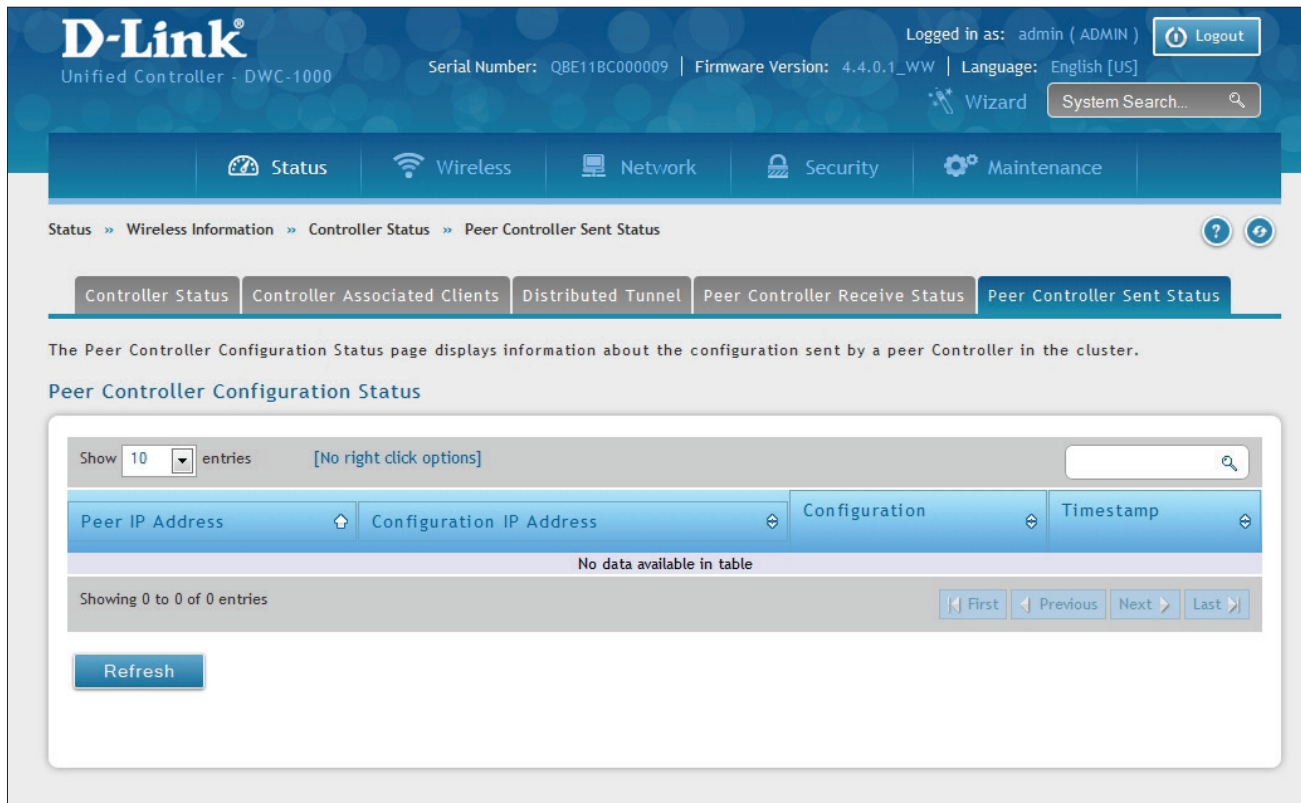 D-Link®
Unified Controller - DWC-1000
Logged in as: admin ( ADMIN ) Logout
Serial Number: QBE11BC000009 | Firmware Version: 4.4.0.1_WW | Language: English [US]
Wizard System Search...
Status Wireless Network Security Maintenance
Status » Wireless Information » Controller Status » Peer Controller Sent Status
?
Controller Status Controller Associated Clients Distributed Tunnel Peer Controller Receive Status Peer Controller Sent Status
The Peer Controller Configuration Status page displays information about the configuration sent by a peer Controller in the cluster.
Peer Controller Configuration Status
Show 10 entries [No right click options]
Peer IP Address Configuration IP Address Configuration Timestamp
No data available in table
Showing 0 to 0 of 0 entries First Previous Next Last
Refresh